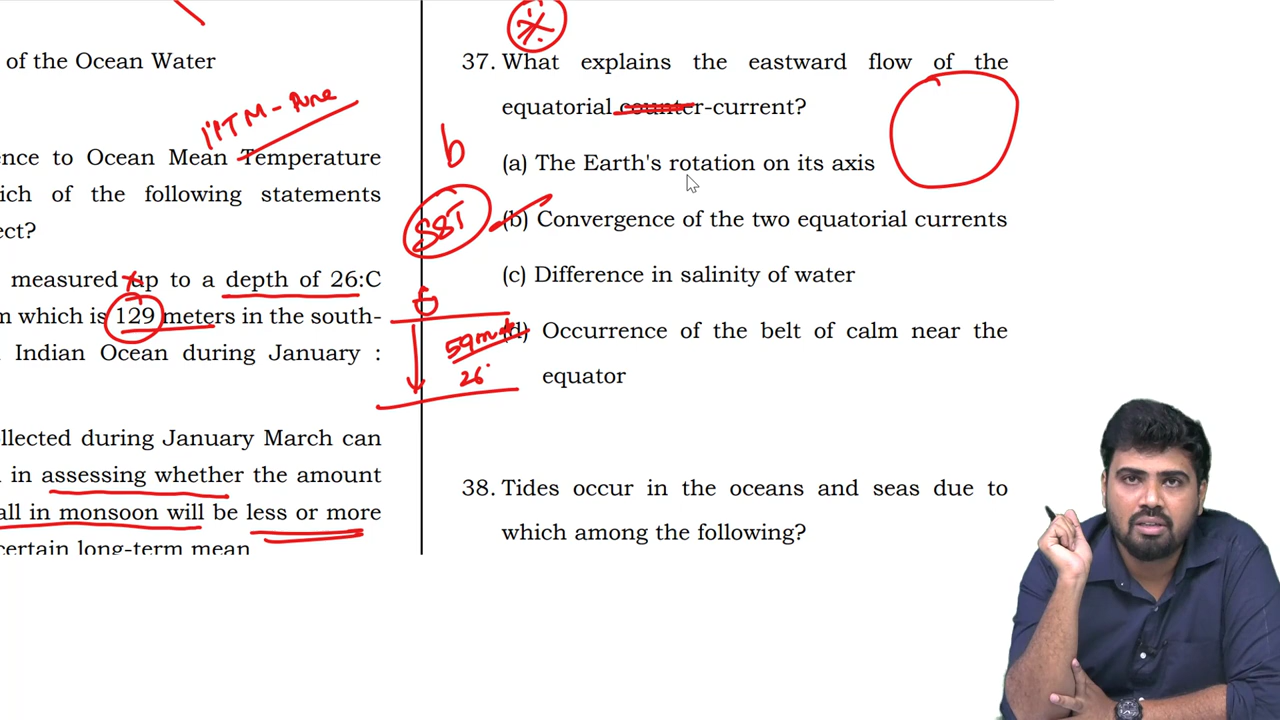 of the Ocean Water
IITM - Pune
ence to Ocean Mean Temperature
ich of the following statements
ect?
measured up to a depth of 26:C
m which is 129 meters in the south-
Indian Ocean during January :
ollected during January March can
in assessing whether the amount
all in monsoon will be less or more
certain long-term mean
37. What explains the eastward flow of the
equatorial counter-current?
b
(a) The Earth's rotation on its axis
SST
(b) Convergence of the two equatorial currents
(c) Difference in salinity of water
(d) Occurrence of the belt of calm near the
equator
59m
26°
38. Tides occur in the oceans and seas due to
which among the following?